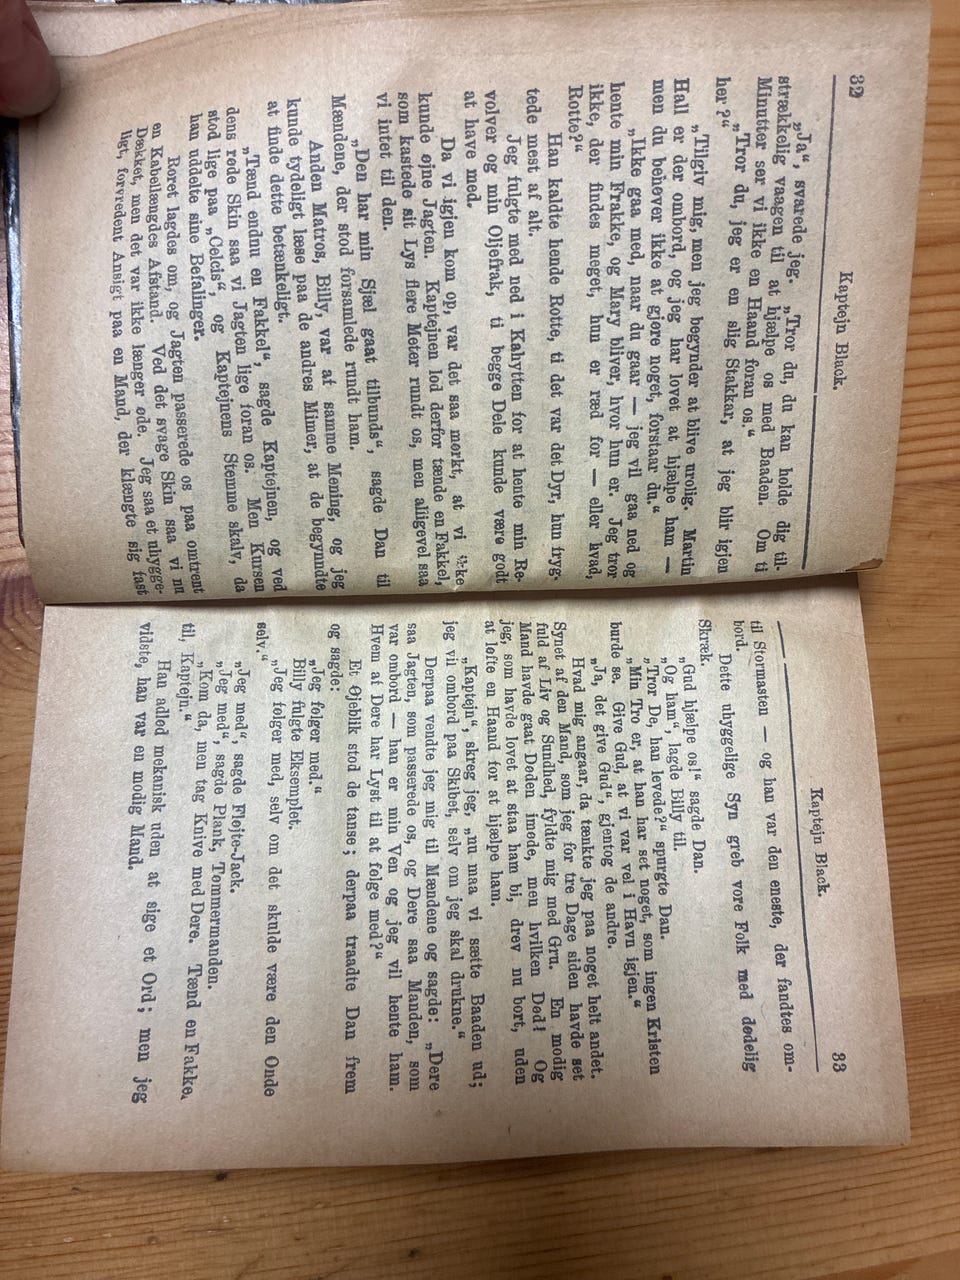 32
Kaptejn Black.
„Ja“, svarede jeg. „Tror du, du kan holde dig til-
strækkelig vaagen til at hjælpe os med Baaden. Om ti
Minutter ser vi ikke en Haand foran os.“
„Tror du, jeg er en slig Stakkar, at jeg blir igjen
her?“
„Tilgiv mig, men jeg begynder at blive urolig. Martin
Hall er der ombord, og jeg har lovet at hjælpe ham —
men du behøver ikke at gjøre noget, forstaar du.“
„Ikke gaa med, naar du gaar — jeg vil gaa ned og
hente min Frakke, og Mary bliver, hvor hun er. Jeg tror
ikke, der findes meget, hun er ræd for — eller hvad,
Rotte?“
Han kaldte hende Rotte, ti det var det Dyr, hun fryg-
tede mest af alt.
Jeg fulgte med ned i Kahytten for at hente min Re-
volver og min Oljefrak, ti begge Dele kunde være godt
at have med.
Da vi igjen kom op, var det saa mørkt, at vi ikke
kunde øjne Jagten. Kaptejnen lod derfor tænde en Fakkel,
som kastede sit Lys flere Meter rundt os, men alligevel saa
vi intet til den.
„Den har min Sjæl gaat tilbunds“, sagde Dan til
Mændene, der stod forsamlede rundt ham.
Anden Matros, Billy, var af samme Mening, og jeg
kunde tydeligt læse paa de andres Miner, at de begyndte
at finde dette betænkeligt.
„Tænd endnu en Fakkel“, sagde Kaptejnen, og ved
dens røde Skin saa vi Jagten lige foran os. Men Kursen
stod lige paa „Celcis“, og Kaptejnens Stemme skalv, da
han uddelte sine Befalinger.
Roret lagdes om, og Jagten passerede os paa omtrent
en Kabellængdes Afstand. Ved det svage Skin saa vi nu
Dækket, men det var ikke længer øde. Jeg saa et uhygge-
ligt, forvredent Ansigt paa en Mand, der klængte sig fast
Kaptejn Black.
33
til Stormasten — og han var den eneste, der fandtes om-
bord.
Dette uhyggelige Syn greb vore Folk med dødelig
Skræk.
„Gud hjælpe os!“ sagde Dan.
„Og ham“, lagde Billy til.
„Tror De, han levede?“ spurgte Dan.
„Min Tro er, at han har set noget, som ingen Kristen
burde se. Give Gud, at vi var vel i Havn igjen.“
„Ja, det give Gud“, gjentog de andre.
Hvad mig angaar, da tænkte jeg paa noget helt andet.
Synet af den Mand, som jeg for tre Dage siden havde set
fuld af Liv og Sundhed, fyldte mig med Gru. En modig
Mand havde gaat Døden imøde, men hvilken Død! Og
jeg, som havde lovet at staa ham bi, drev nu bort, uden
at løfte en Haand for at hjælpe ham.
„Kaptejn“, skreg jeg, „nu maa vi sætte Baaden ud;
jeg vil ombord paa Skibet, selv om jeg skal drukne.“
Derpaa vendte jeg mig til Mændene og sagde: „Dere
saa Jagten, som passerede os, og Dere saa Manden, som
var ombord — han er min Ven og jeg vil hente ham.
Hvem af Dere har Lyst til at følge med?“
Et Øjeblik stod de tanse; derpaa traadte Dan frem
og sagde:
„Jeg følger med.“
Billy fulgte Eksemplet.
„Jeg følger med, selv om det skulde være den Onde
selv.“
„Jeg med“, sagde Fløjte-Jack.
„Jeg med“, sagde Plank, Tommermanden.
„Kom da, men tag Knive med Dere. Tænd en Fakkel
til, Kaptejn.“
Han adlød mekanisk uden at sige et Ord; men jeg
vidste, han var en modig Mand.